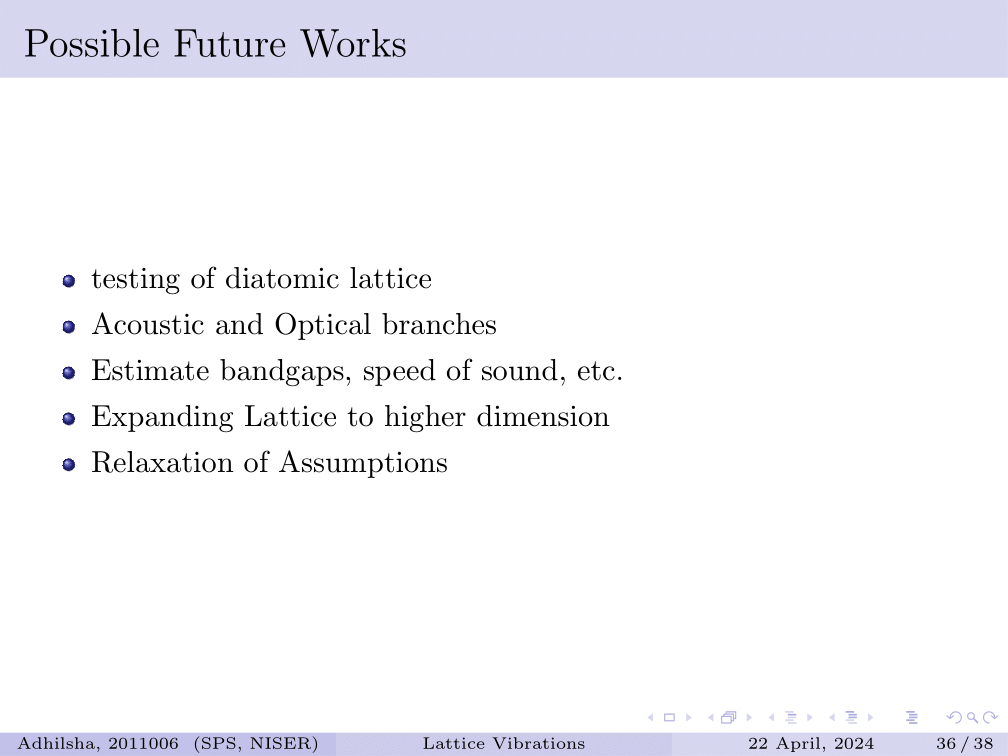 Possible Future Works
testing of diatomic lattice
Acoustic and Optical branches
Estimate bandgaps, speed of sound, etc.
Expanding Lattice to higher dimension
Relaxation of Assumptions
Adhilsha, 2011006 (SPS, NISER) Lattice Vibrations 22 April, 2024 36 / 38